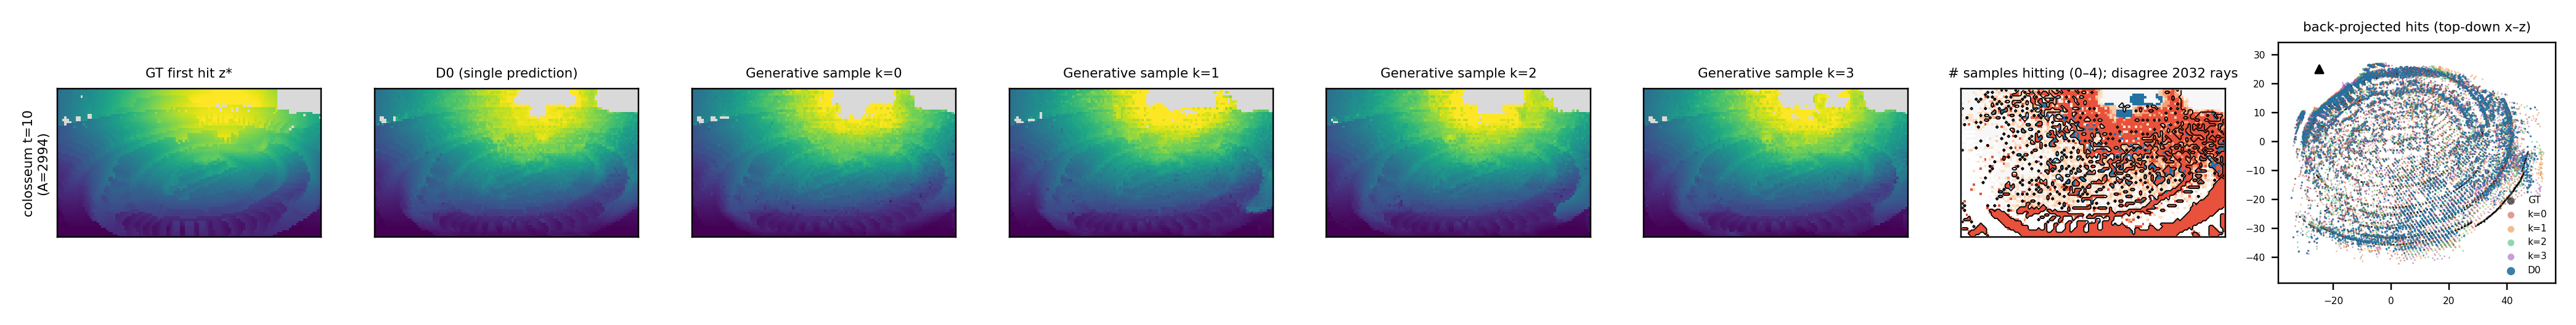 colosseum t=10
(A=2994)
GT first hit z*
D0 (single prediction)
Generative sample k=0
Generative sample k=1
Generative sample k=2
Generative sample k=3
# samples hitting (0–4); disagree 2032 rays
back-projected hits (top-down x–z)
30
20
10
0
−10
−20
−30
−40
−20
0
20
40
GT
k=0
k=1
k=2
k=3
D0